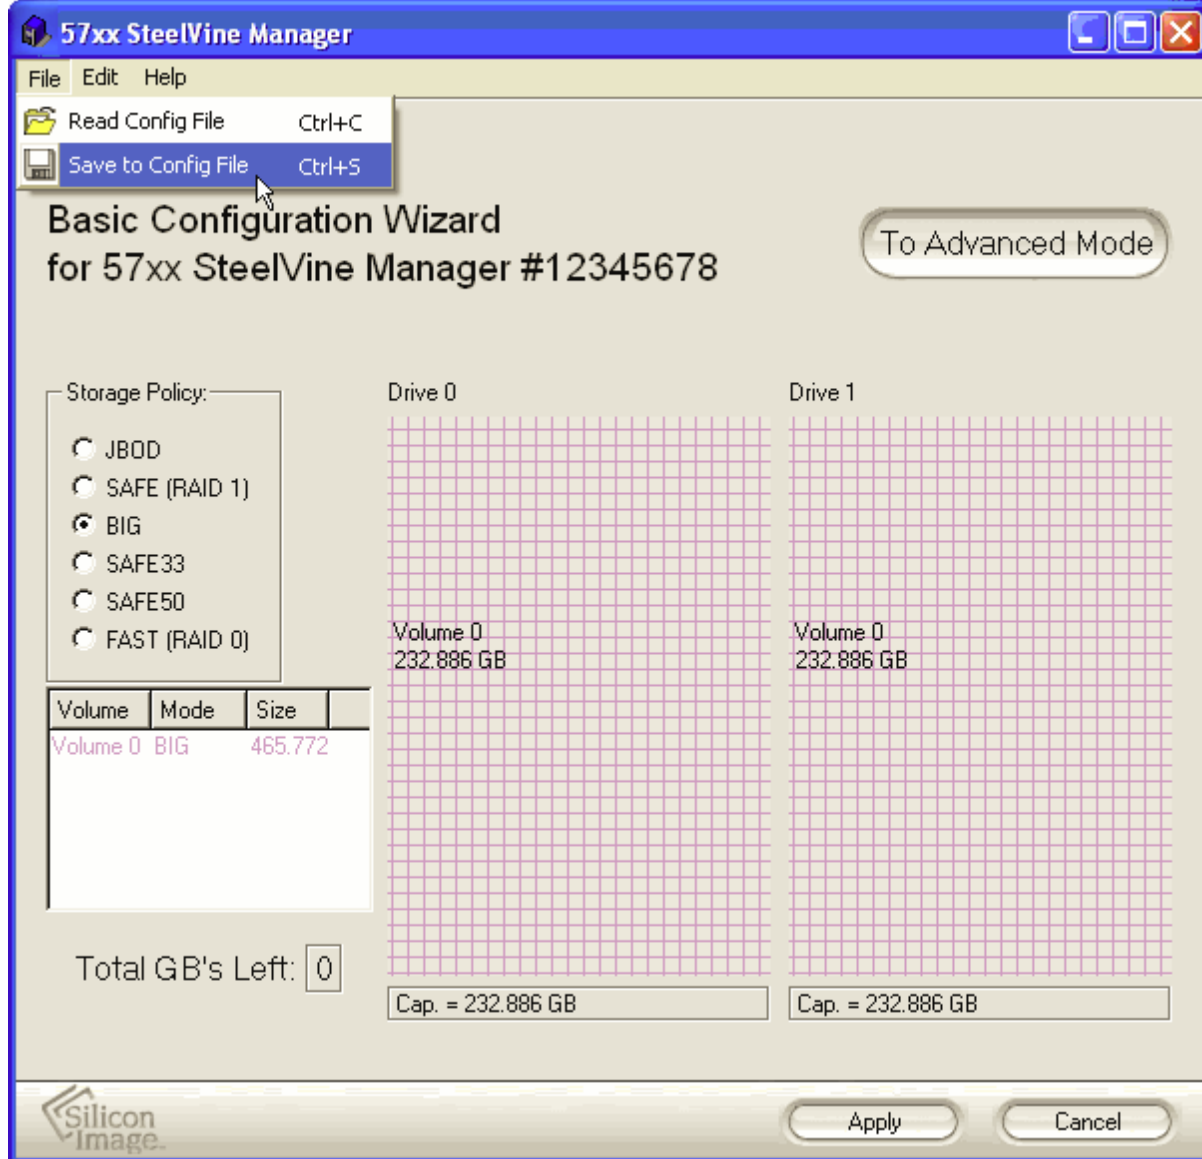 57xx SteelVine Manager
File Edit Help
Read Config File Ctrl+C
Save to Config File Ctrl+S
Basic Configuration Wizard
for 57xx SteelVine Manager #12345678
To Advanced Mode
Storage Policy:
JBOD
SAFE (RAID 1)
BIG
SAFE33
SAFE50
FAST (RAID 0)
Volume Mode Size
Volume 0 BIG 465.772
Total GB's Left: 0
Drive 0
Volume 0
232.886 GB
Cap. = 232.886 GB
Drive 1
Volume 0
232.886 GB
Cap. = 232.886 GB
Silicon
Image
Apply Cancel